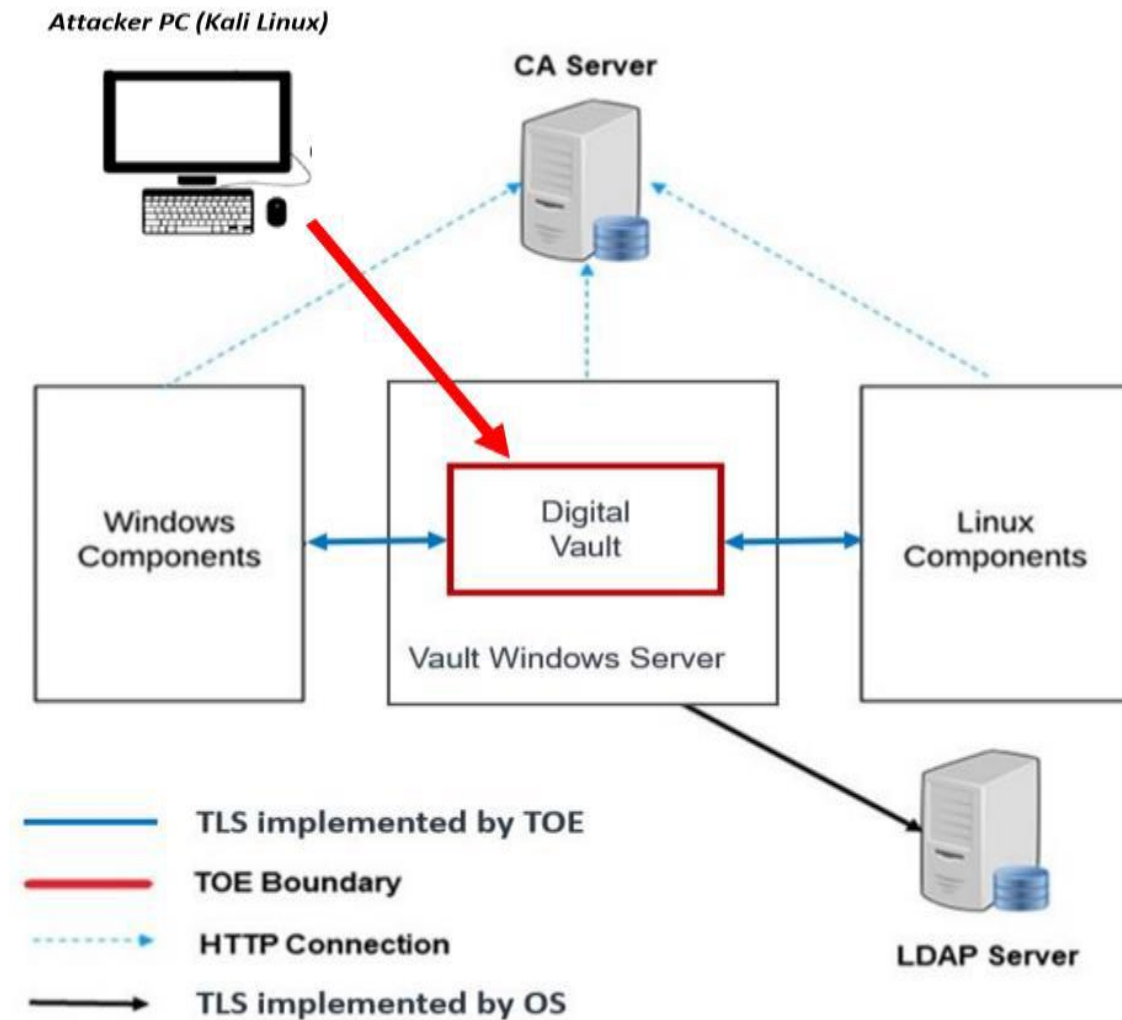 Attacker PC (Kali Linux)
CA Server
Windows
Components
Digital
Vault
Linux
Components
Vault Windows Server
TLS implemented by TOE
TOE Boundary
HTTP Connection
TLS implemented by OS
LDAP Server